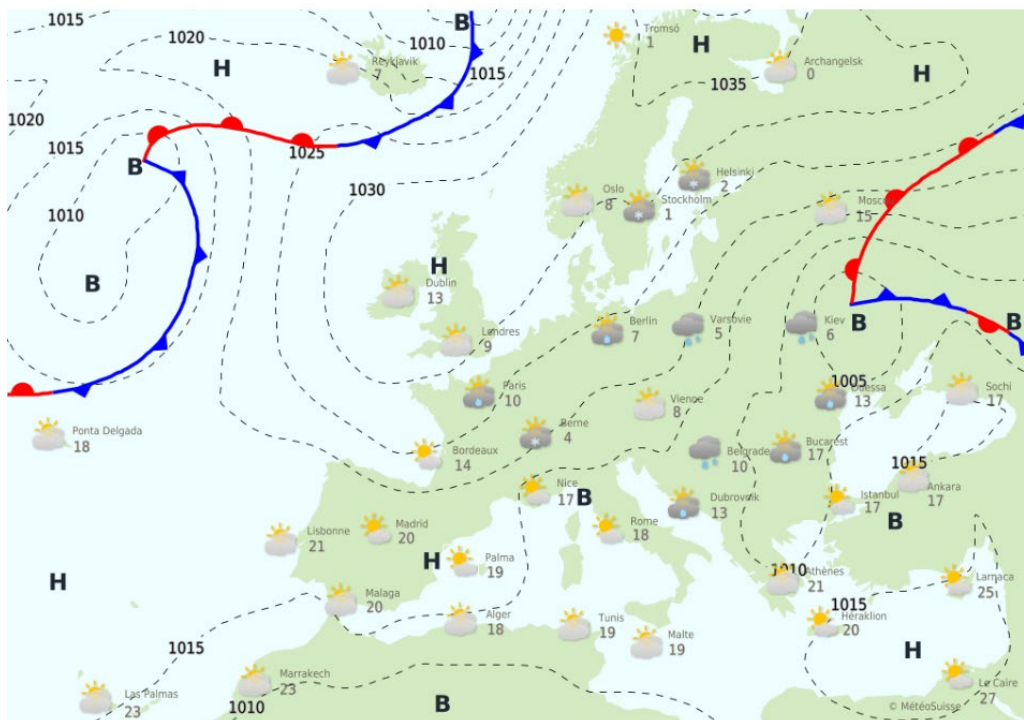 1015
B
1020
1010
H
Reykjavik
7
1015
Tromsö
1
H
Archangelsk
0
H
1035
1020
1015
1025
B
1030
Helsinki
2
Oslo
8
Stockholm
1
Moscou
15
1010
B
H
Dublin
13
Londres
9
Berlin
7
Varsovie
5
Kiev
6
B
B
1005
Odessa
13
Sochi
17
Paris
10
Vienne
8
Berne
4
Ponta Delgada
18
Bordeaux
14
Belgrade
10
Bucarest
17
1015
Ankara
17
Nice
17
B
Dubrovnik
13
Istanbul
17
B
Lisbonne
21
Madrid
20
Rome
18
H
Palma
19
H
1010
Athènes
21
Larnaca
25
Malaga
20
Alger
18
Tunis
19
Malte
19
1015
Héraklion
20
1015
H
Marrakech
23
Las Palmas
23
1010
B
Le Caire
27
© MétéoSuisse